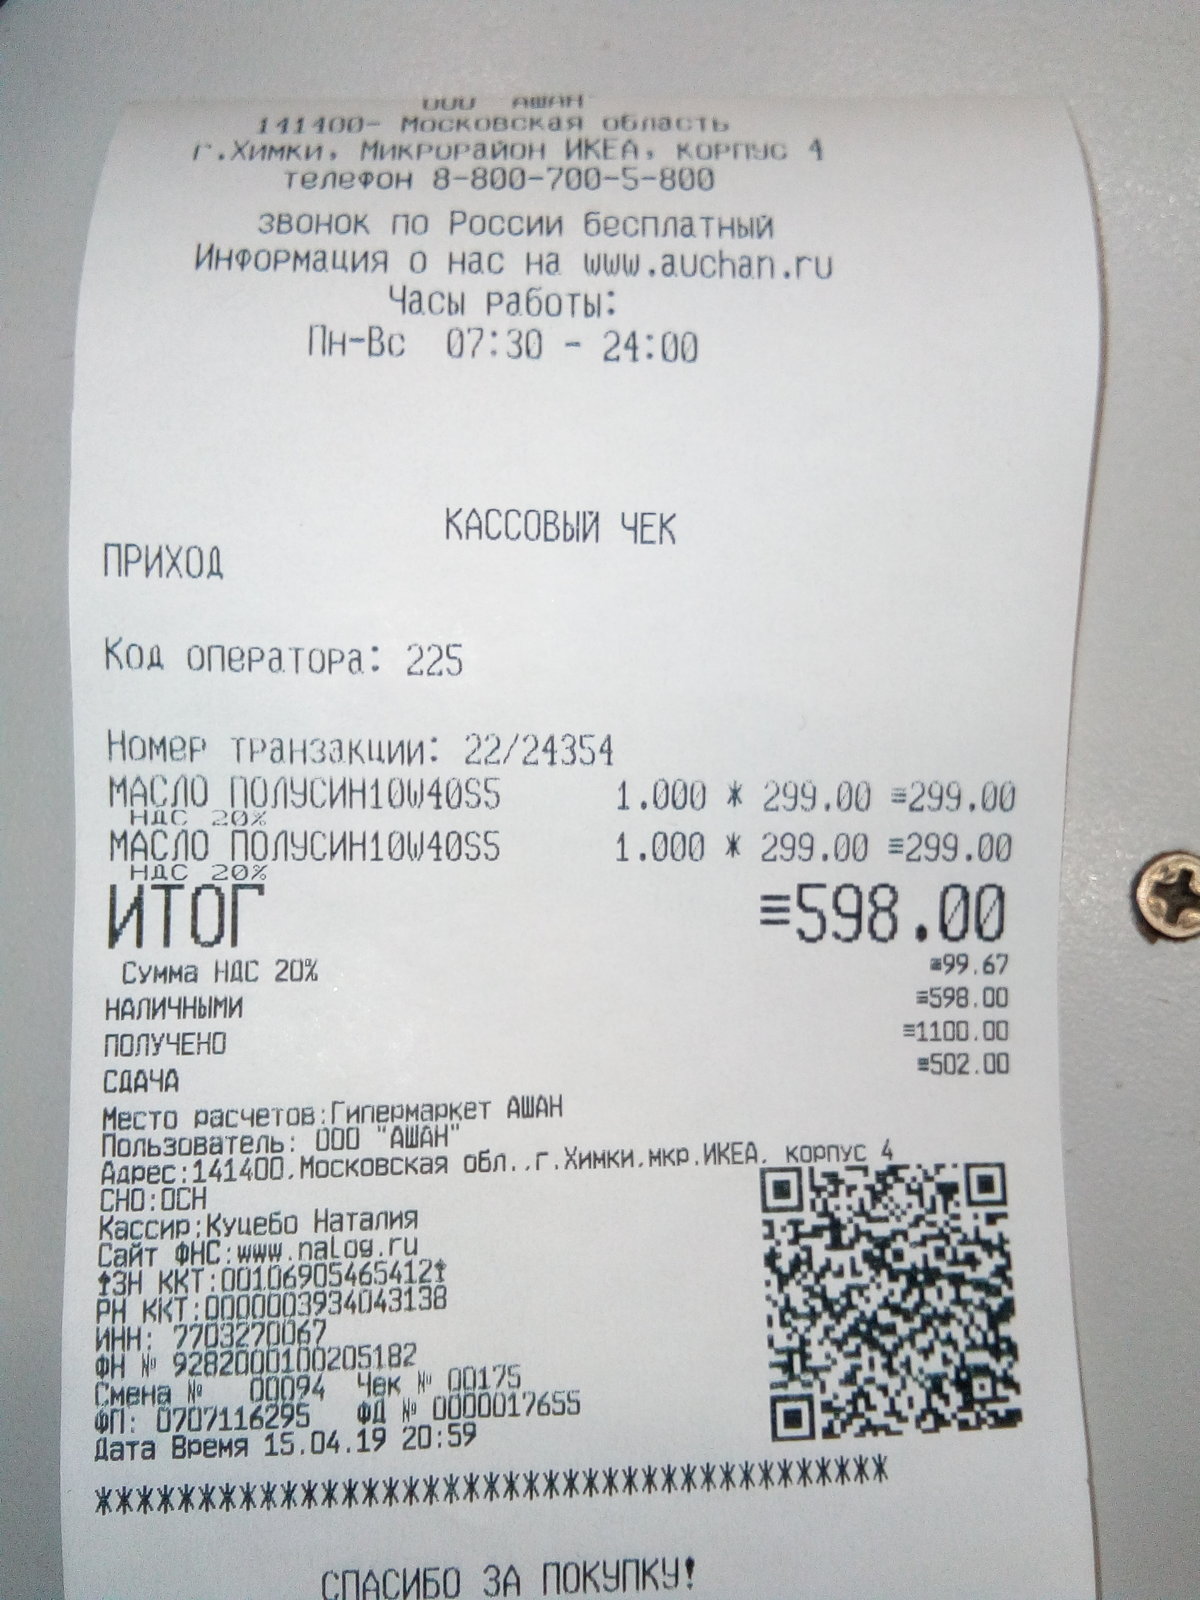 ООО АШАН
141400- Московская область
г.Химки, Микрорайон ИКЕА, корпус 4
телефон 8-800-700-5-800
звонок по России бесплатный
Информация о нас на www.auchan.ru
Часы работы:
Пн-Вс 07:30 - 24:00
КАССОВЫЙ ЧЕК
ПРИХОД
Код оператора: 225
Номер транзакции: 22/24354
МАСЛО ПОЛУСИН10W40S5 1.000 * 299.00 ≡299.00
НДС 20%
МАСЛО ПОЛУСИН10W40S5 1.000 * 299.00 ≡299.00
НДС 20%
ИТОГ ≡598.00
Сумма НДС 20% ≡99.67
НАЛИЧНЫМИ ≡598.00
ПОЛУЧЕНО ≡1100.00
СДАЧА ≡502.00
Место расчетов:Гипермаркет АШАН
Пользователь: ООО "АШАН"
Адрес:141400,Московская обл.,г.Химки,мкр.ИКЕА, корпус 4
СНО:ОСН
Кассир:Куцебо Наталия
Сайт ФНС:www.nalog.ru
↑ЗН ККТ:00106905465412↑
РН ККТ:0000003934043138
ИНН: 7703270067
ФН № 9282000100205182
Смена № 00094 Чек № 00175
ФП: 0707116295 ФД № 0000017655
Дата Время 15.04.19 20:59
***************************************
СПАСИБО ЗА ПОКУПКУ!